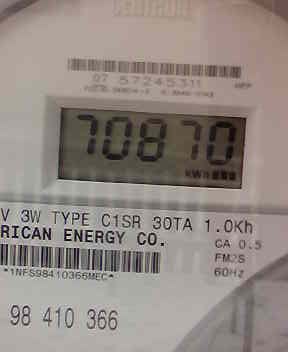 07 57245311
70870
kWh
V 3W TYPE C1SR 30TA 1.0Kh
RICAN ENERGY CO.
CA 0.5
FM2S
60Hz
*1NFS98410366MEC*
98 410 366